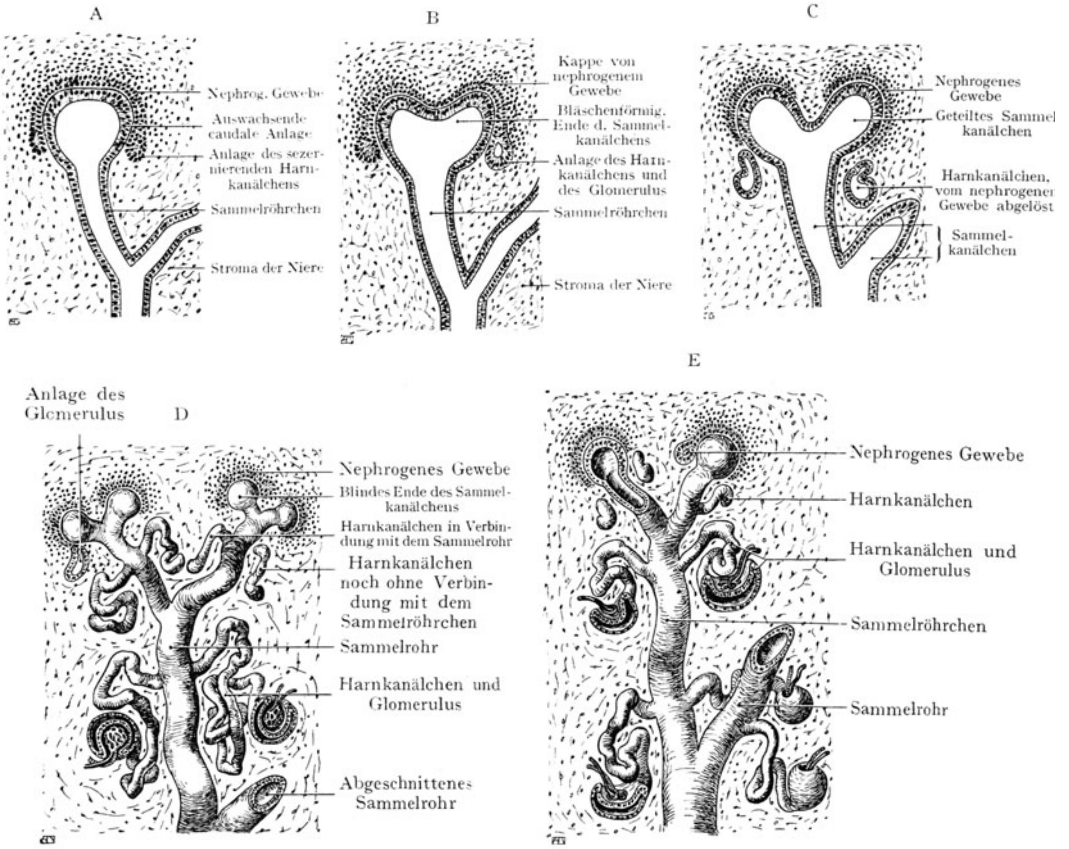 A
Nephrog. Gewebe
Auswachsende
caudale Anlage
Anlage des sezer-
nierenden Harn-
kanälchens
Sammelröhrchen
Stroma der Niere
B
Kappe von
nephrogenem
Gewebe
Bläschenförmig.
Ende d. Sammel-
kanälchens
Anlage des Harn-
kanälchens und
des Glomerulus
Sammelröhrchen
Stroma der Niere
C
Nephrogenes
Gewebe
Geteiltes Sammel
kanälchen
Harnkanälchen,
vom nephrogenen
Gewebe abgelöst
Sammel-
kanälchen
Anlage des
Glomerulus
D
Nephrogenes Gewebe
Blindes Ende des Sammel-
kanälchens
Harnkanälchen in Verbin-
dung mit dem Sammelrohr
Harnkanälchen
noch ohne Verbin-
dung mit dem
Sammelröhrchen
Sammelrohr
Harnkanälchen und
Glomerulus
Abgeschnittenes
Sammelrohr
E
Nephrogenes Gewebe
Harnkanälchen
Harnkanälchen und
Glomerulus
Sammelröhrchen
Sammelrohr